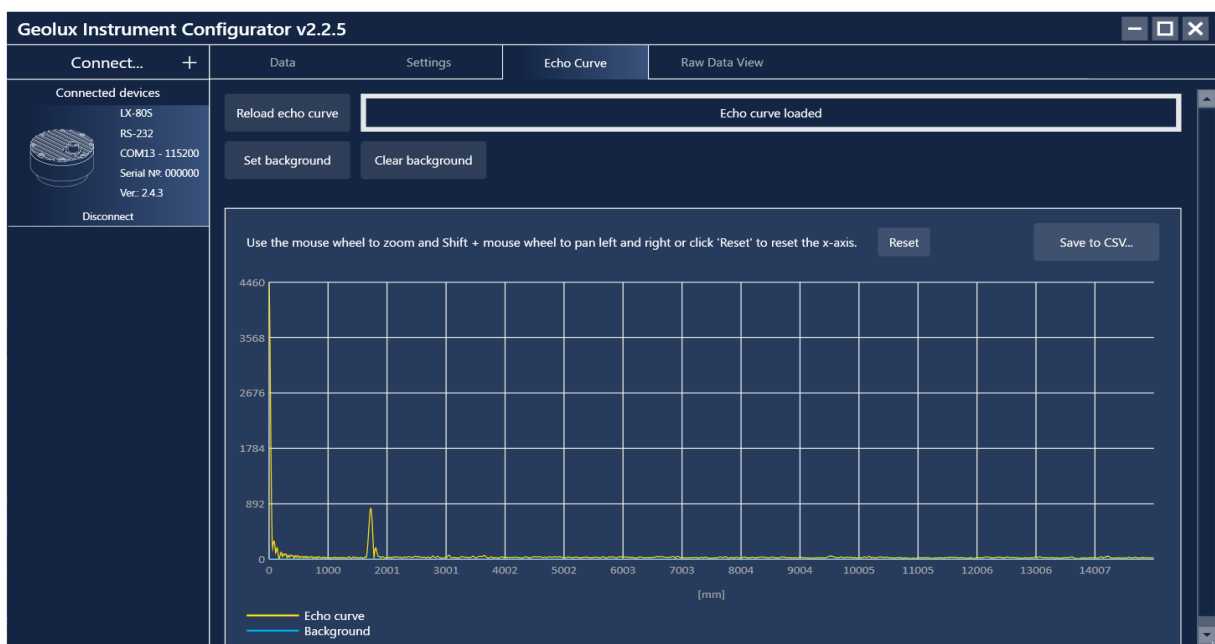 Geolux Instrument Configurator v2.2.5
Connect... +
Data Settings Echo Curve Raw Data View
Connected devices
LX-80S
RS-232
COM13 - 115200
Serial Nº: 000000
Ver.: 2.4.3
Disconnect
Reload echo curve
Echo curve loaded
Set background
Clear background
Use the mouse wheel to zoom and Shift + mouse wheel to pan left and right or click 'Reset' to reset the x-axis.
Reset
Save to CSV...
4460
3568
2676
1784
892
0
0 1000 2001 3001 4002 5002 6003 7003 8004 9004 10005 11005 12006 13006 14007
[mm]
Echo curve
Background